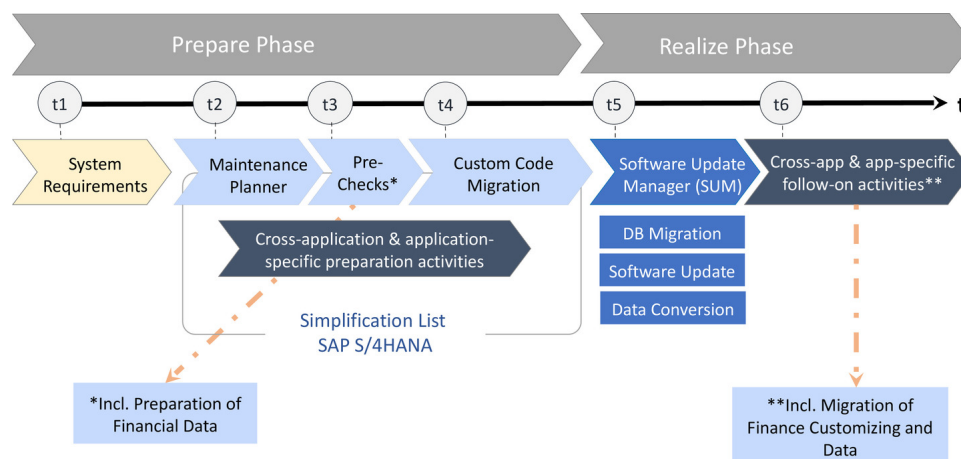 Prepare Phase
Realize Phase
t1
t2
t3
t4
t5
t6
t
System
Requirements
Maintenance
Planner
Pre-
Checks*
Custom Code
Migration
Software Update
Manager (SUM)
Cross-app & app-specific
follow-on activities**
Cross-application & application-
specific preparation activities
DB Migration
Software Update
Data Conversion
Simplification List
SAP S/4HANA
*Incl. Preparation of
Financial Data
**Incl. Migration of
Finance Customizing and
Data